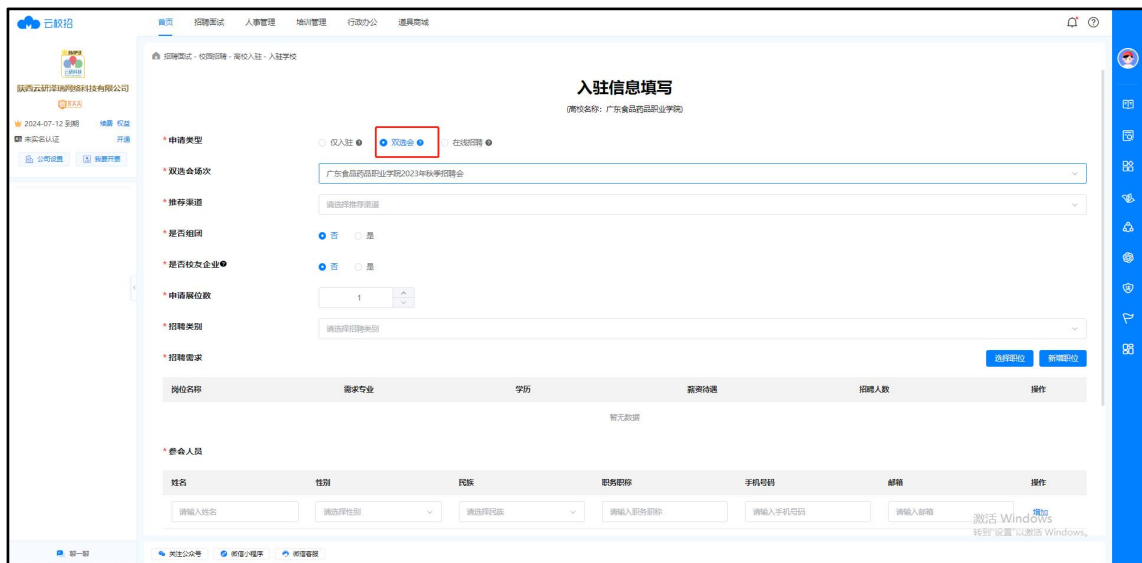 云校招
首页 招聘面试 人事管理 培训管理 行政办公 道具商城
招聘面试 - 校园招聘 - 高校入驻 - 入驻学校
陕西云研泽瑞网络科技有限公司
2024-07-12 到期 续费 权益
未实名认证 开通
公司设置 我要开票
入驻信息填写
(高校名称：广东食品药品职业学院)
*申请类型 仅入驻 双选会 在线招聘
*双选会场次 广东食品药品职业学院2023年秋季招聘会
*推荐渠道 请选择推荐渠道
*是否组团 否 是
*是否校友企业 否 是
*申请展位数 1
*招聘类别 请选择招聘类别
*招聘需求 选择职位 新增职位
岗位名称 需求专业 学历 薪资待遇 招聘人数 操作
暂无数据
*参会人员
姓名 性别 民族 职务职称 手机号码 邮箱 操作
请输入姓名 请选择性别 请选择民族 请输入职务职称 请输入手机号码 请输入邮箱 增加
激活 Windows
转到"设置"以激活 Windows。
聊一聊 关注公众号 微信小程序 微信客服